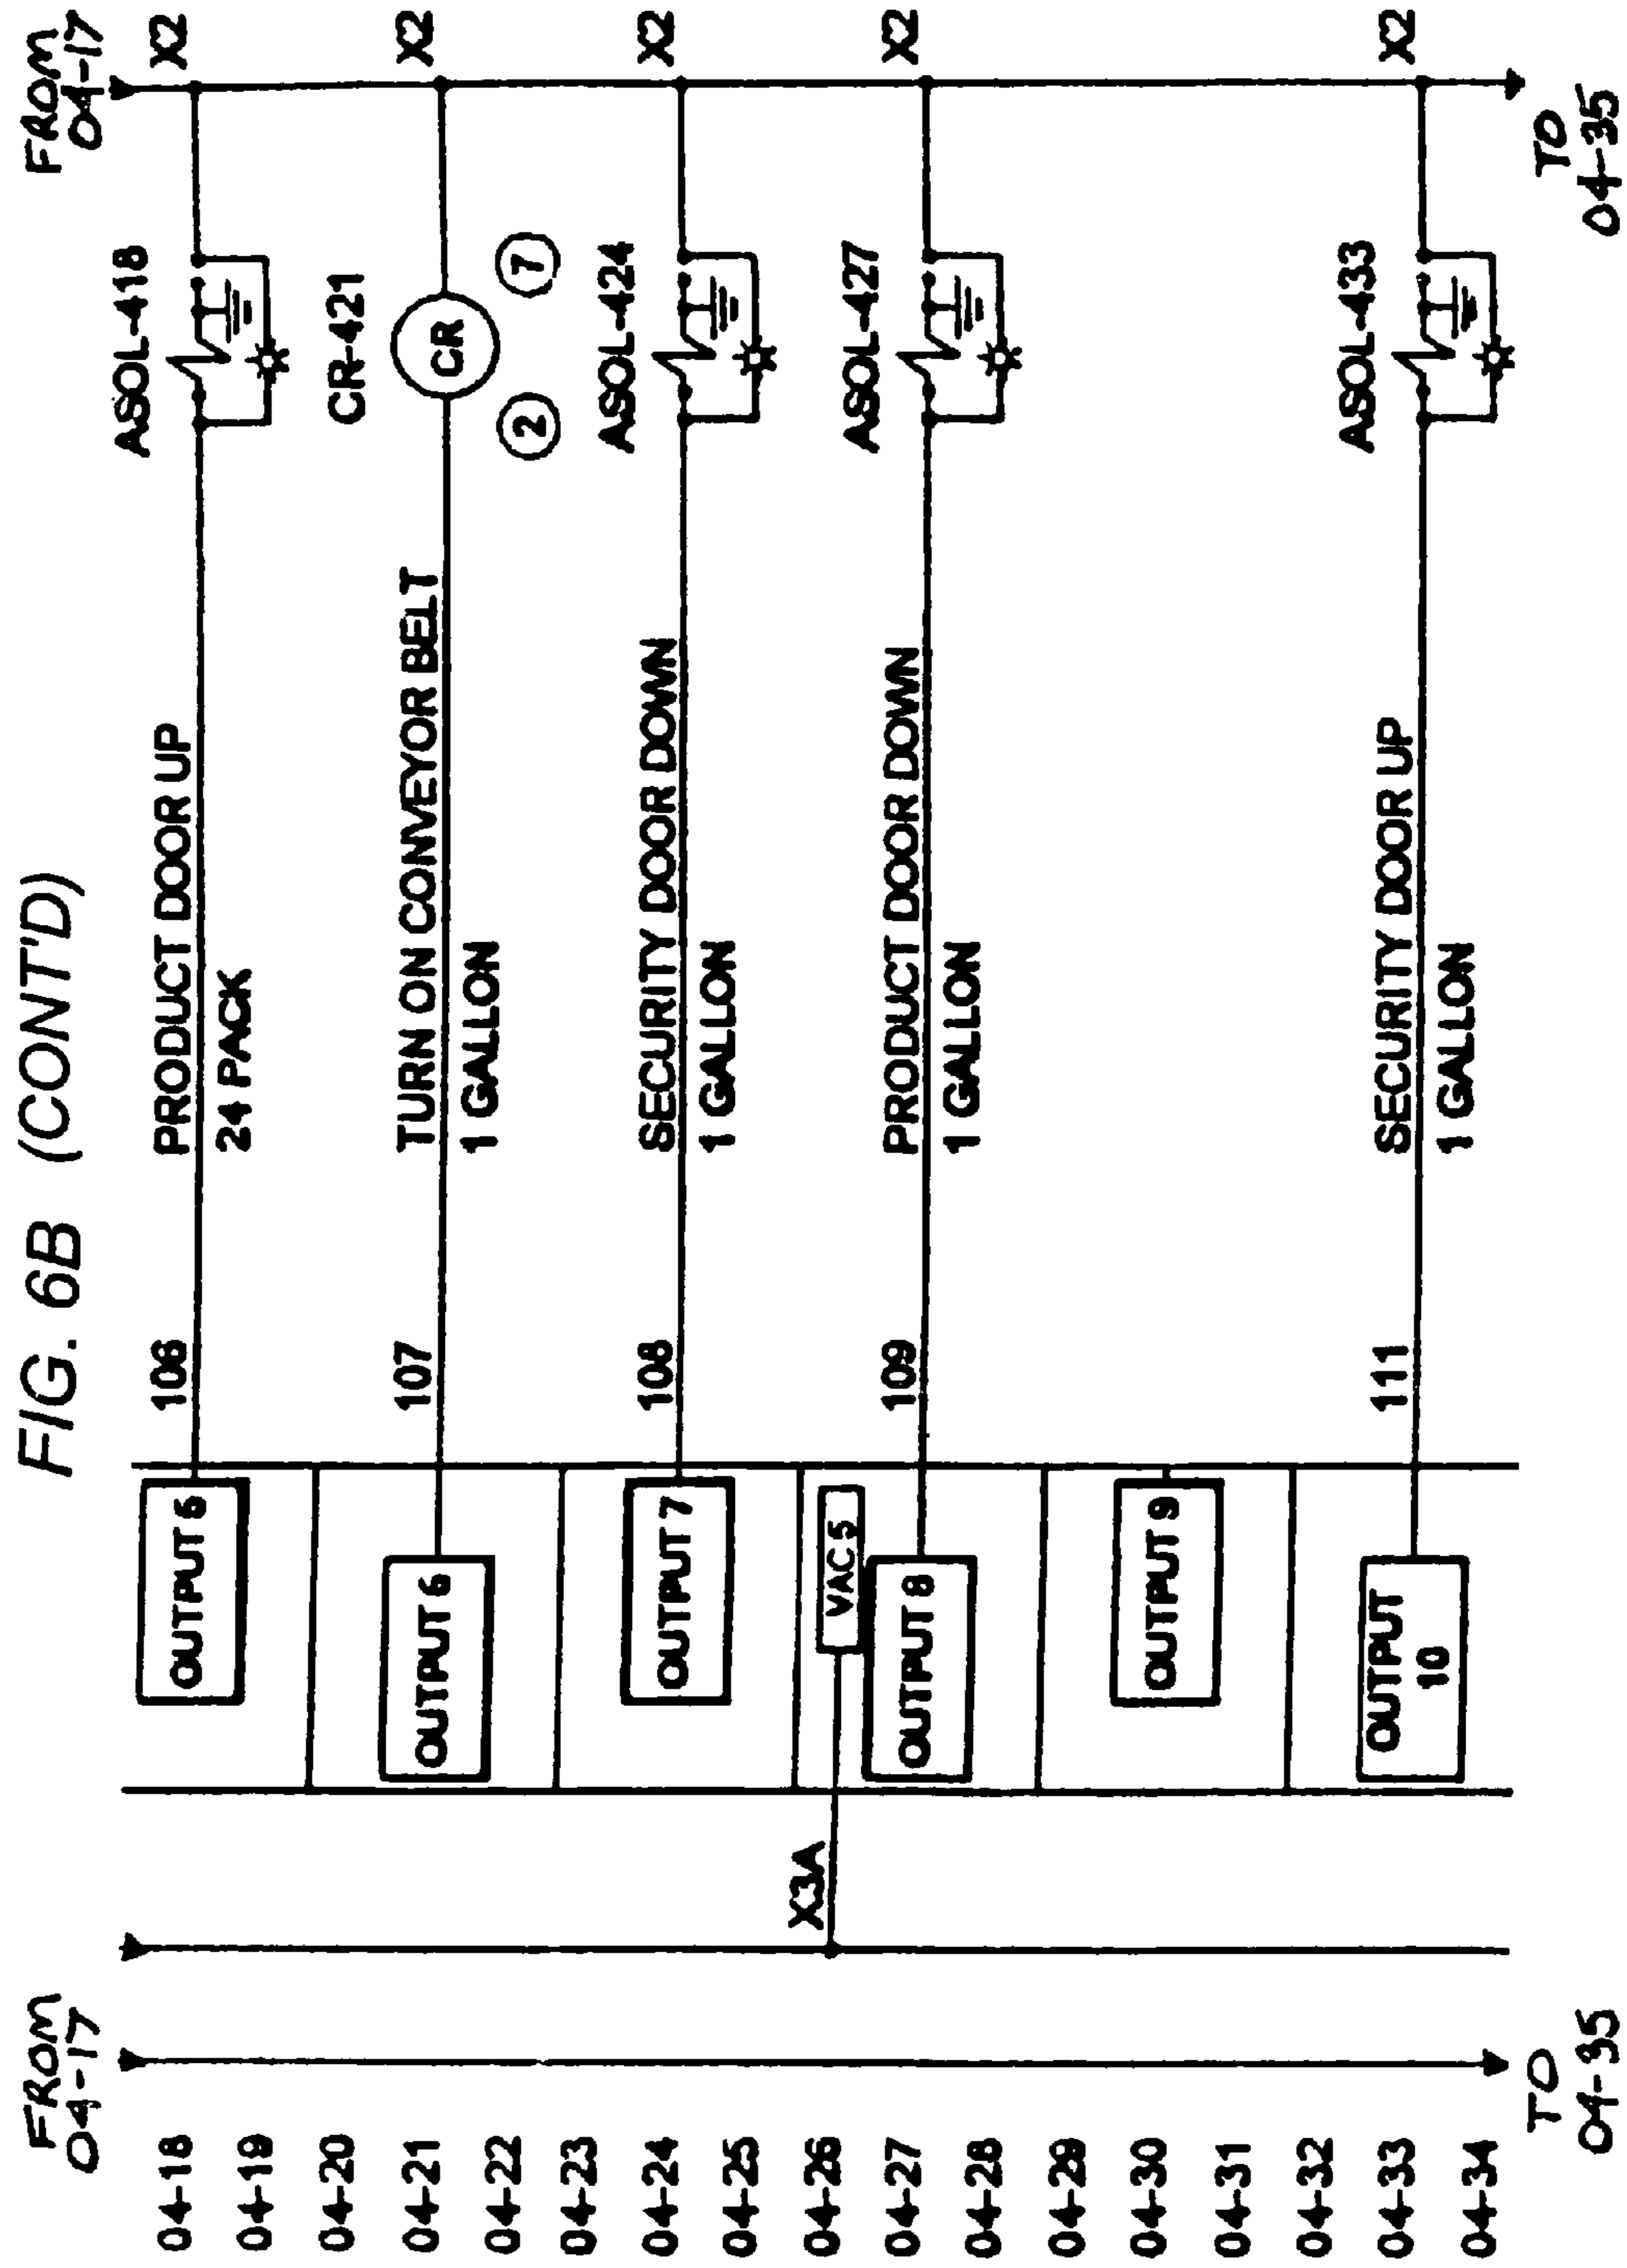 FIG. 6B (CONT'D)
FROM
04-17
FROM
04-17
04-18
OUTPUT 5
106
PRODUCT DOOR UP
24 PACK
ASOL-418
X2
04-19
04-20
04-21
OUTPUT 6
107
TURN ON CONVEYOR BELT
1 GALLON
CR-421
CR
2
7
X2
04-22
04-23
04-24
OUTPUT 7
108
SECURITY DOOR DOWN
1 GALLON
ASOL-424
X2
04-25
04-26
X3A
VAC 5
04-27
OUTPUT 8
109
PRODUCT DOOR DOWN
1 GALLON
ASOL-427
X2
04-28
04-29
04-30
OUTPUT 9
04-31
04-32
04-33
OUTPUT
10
111
SECURITY DOOR UP
1 GALLON
ASOL-433
X2
04-34
TO
04-35
TO
04-35